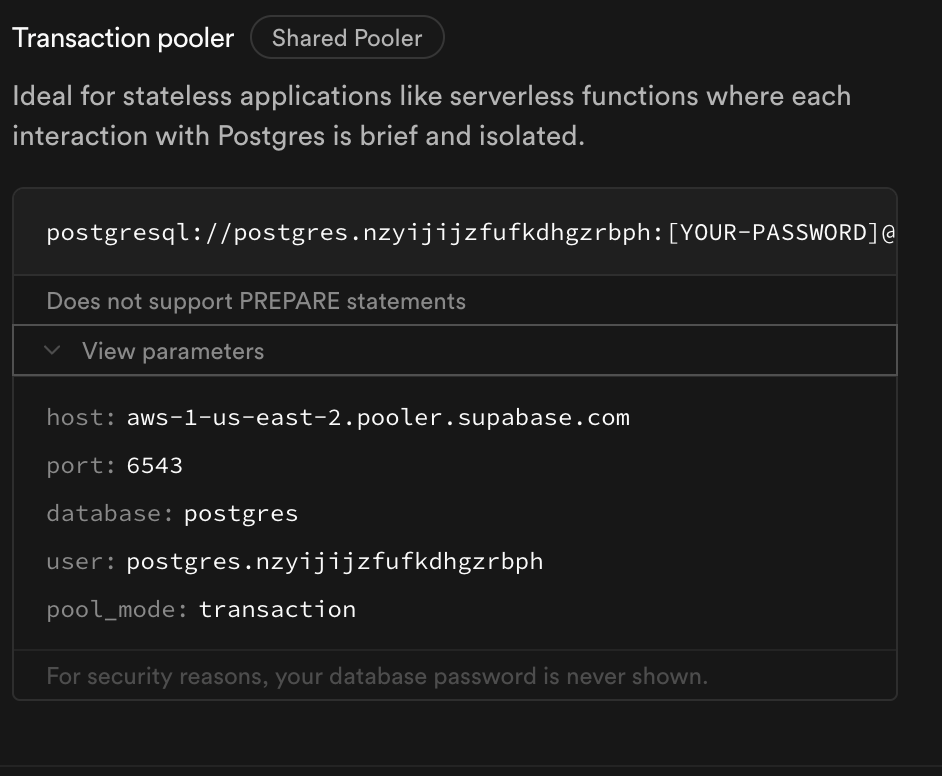 Transaction pooler Shared Pooler
Ideal for stateless applications like serverless functions where each
interaction with Postgres is brief and isolated.
postgresql://postgres.nzyijijzfufkdhgzrbph:[YOUR-PASSWORD]@
Does not support PREPARE statements
View parameters
host: aws-1-us-east-2.pooler.supabase.com
port: 6543
database: postgres
user: postgres.nzyijijzfufkdhgzrbph
pool_mode: transaction
For security reasons, your database password is never shown.